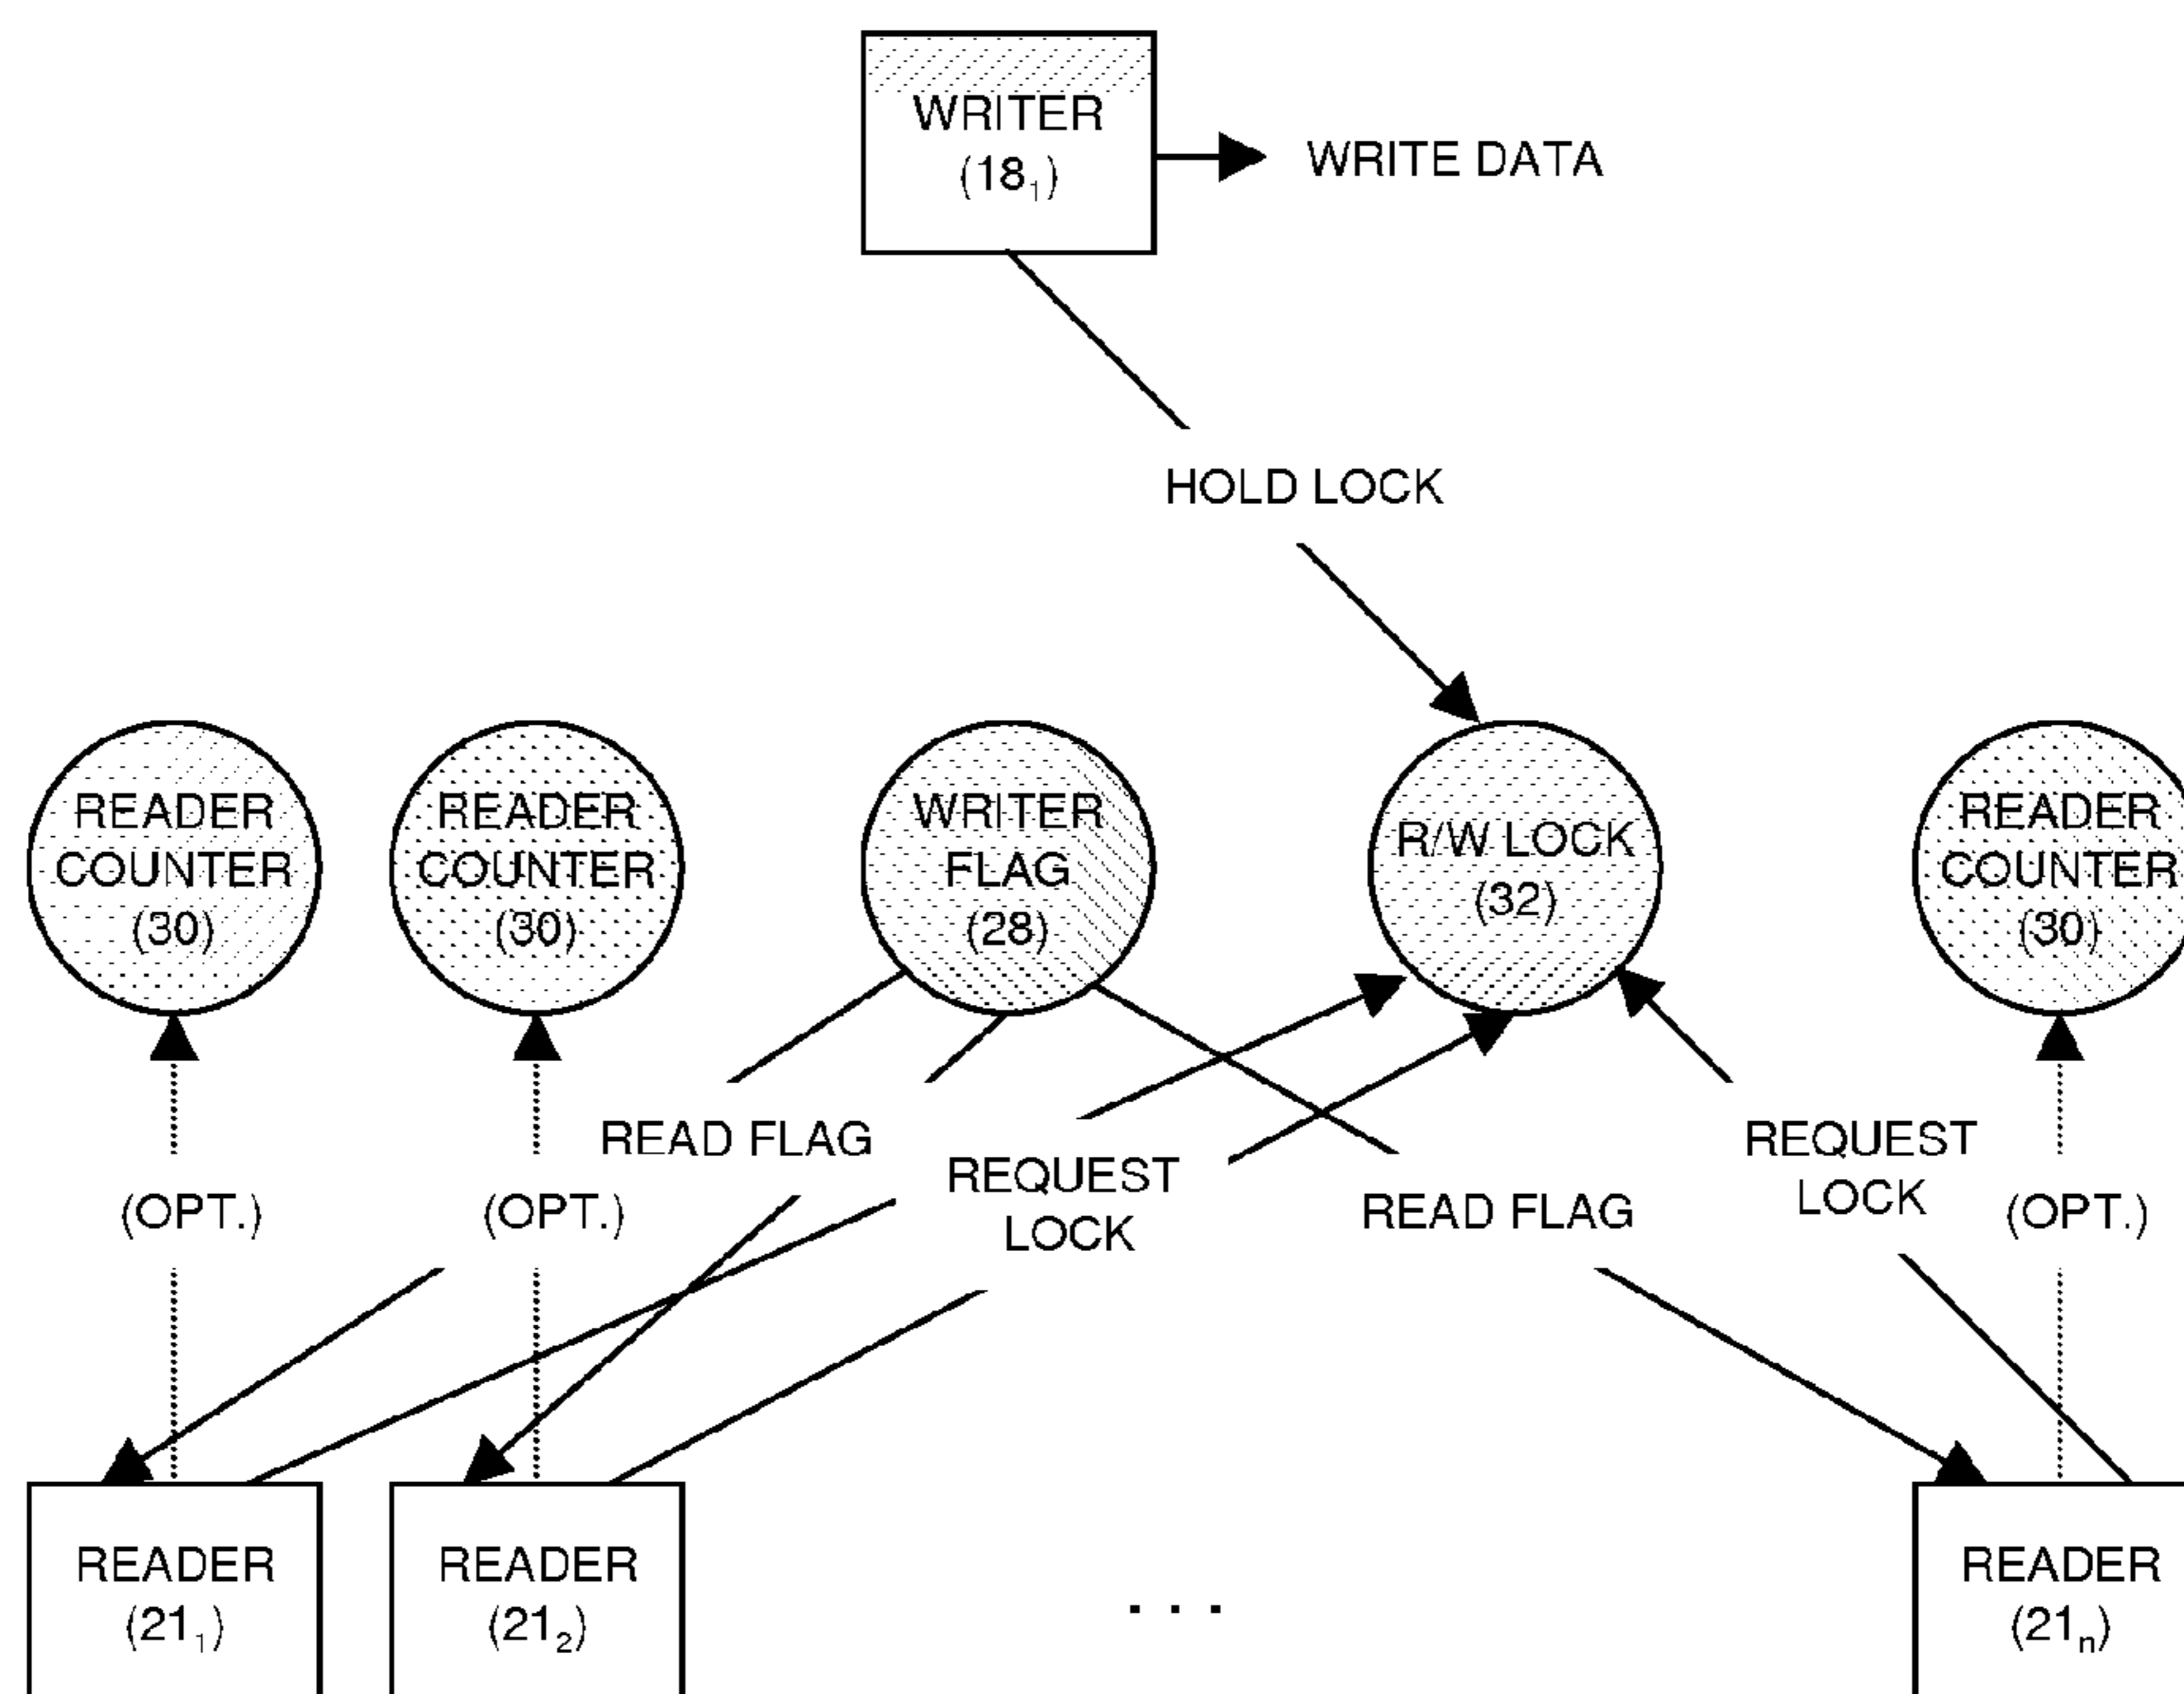 WRITER
(18₁)
WRITE DATA
HOLD LOCK
READER
COUNTER
(30)
READER
COUNTER
(30)
WRITER
FLAG
(28)
R/W LOCK
(32)
READER
COUNTER
(30)
READ FLAG
REQUEST
LOCK
REQUEST
LOCK
(OPT.)
(OPT.)
READ FLAG
(OPT.)
READER
(21₁)
READER
(21₂)
. . .
READER
(21ₙ)